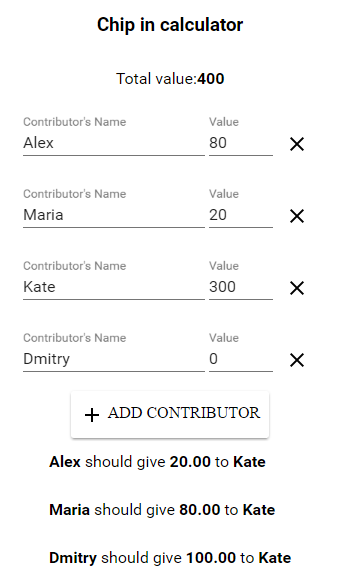 Chip in calculator
Total value:400
Contributor's Name Value
Alex 80
Contributor's Name Value
Maria 20
Contributor's Name Value
Kate 300
Contributor's Name Value
Dmitry 0
ADD CONTRIBUTOR
Alex should give 20.00 to Kate
Maria should give 80.00 to Kate
Dmitry should give 100.00 to Kate